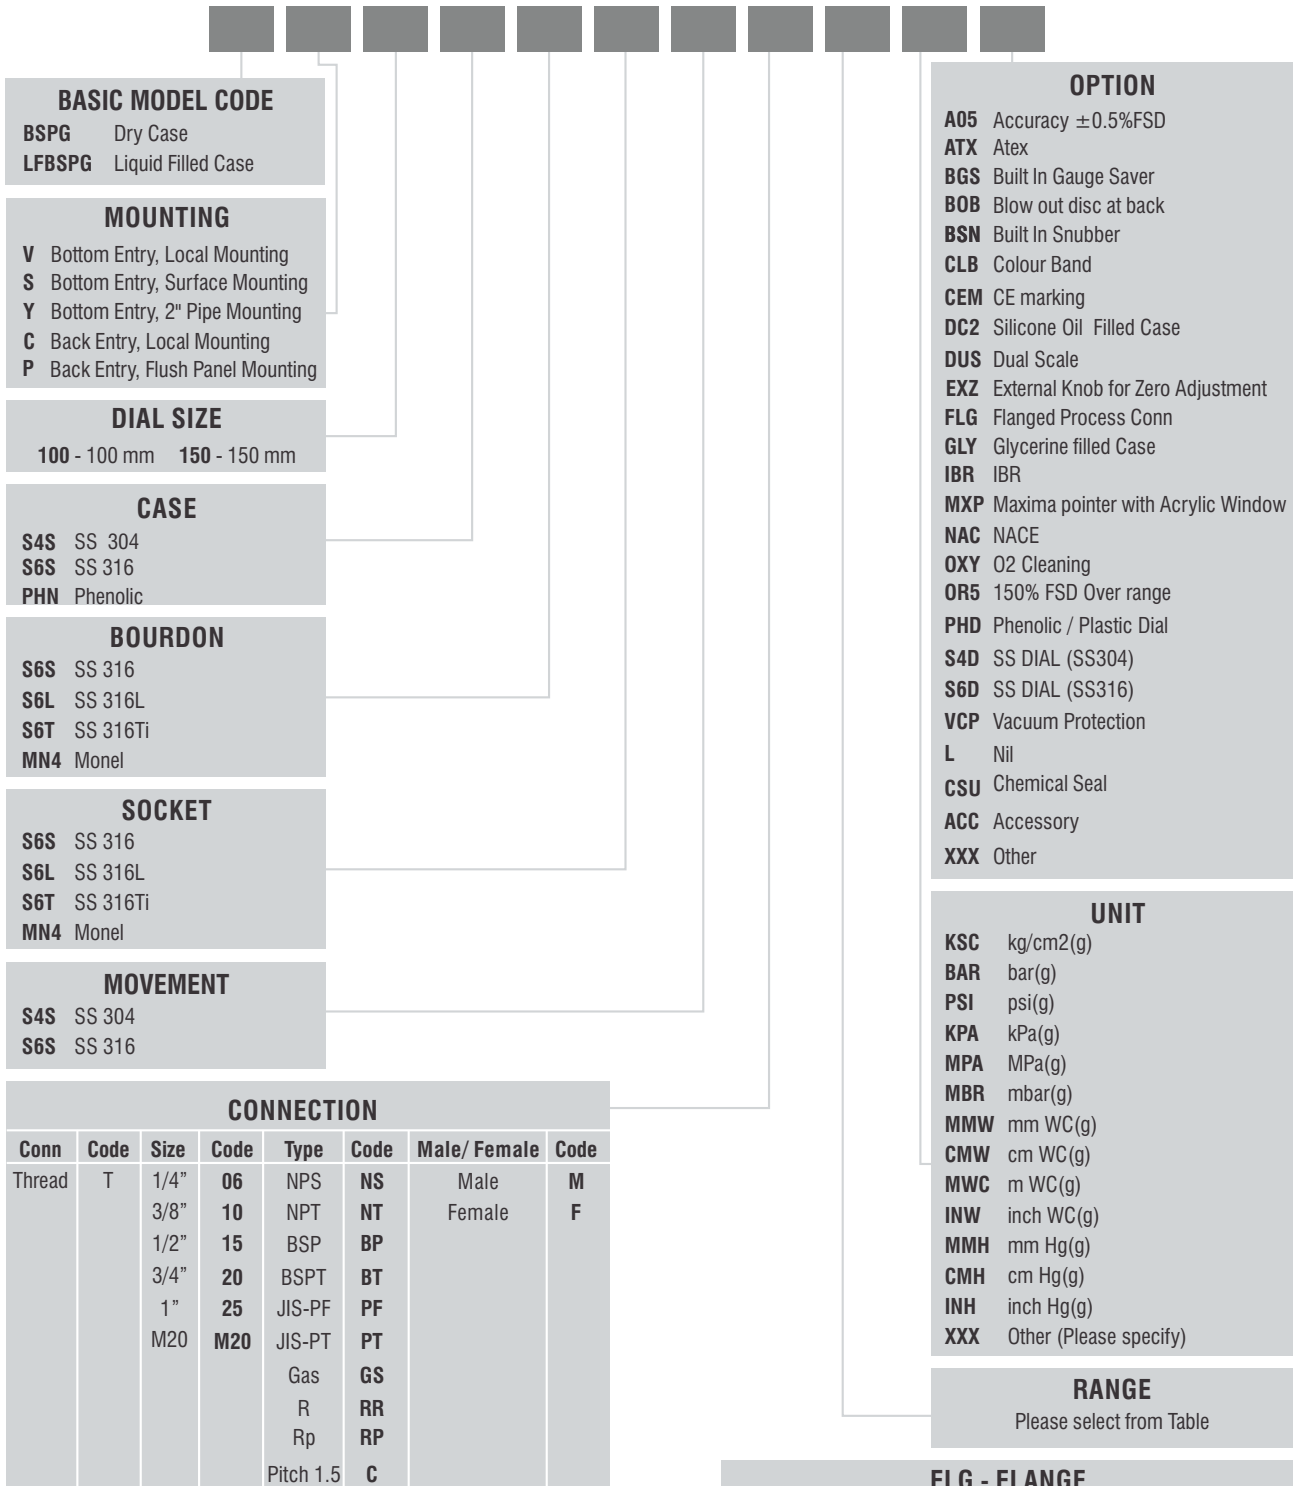 BASIC MODEL CODE
BSPG Dry Case
LFBSPG Liquid Filled Case
MOUNTING
V Bottom Entry, Local Mounting
S Bottom Entry, Surface Mounting
Y Bottom Entry, 2" Pipe Mounting
C Back Entry, Local Mounting
P Back Entry, Flush Panel Mounting
DIAL SIZE
100 - 100 mm 150 - 150 mm
CASE
S4S SS 304
S6S SS 316
PHN Phenolic
BOURDON
S6S SS 316
S6L SS 316L
S6T SS 316Ti
MN4 Monel
SOCKET
S6S SS 316
S6L SS 316L
S6T SS 316Ti
MN4 Monel
MOVEMENT
S4S SS 304
S6S SS 316
CONNECTION
Conn Code Size Code Type Code Male/ Female Code
Thread T 1/4” 06 NPS NS Male M
3/8” 10 NPT NT Female F
1/2” 15 BSP BP
3/4” 20 BSPT BT
1” 25 JIS-PF PF
M20 M20 JIS-PT PT
Gas GS
R RR
Rp RP
Pitch 1.5 C
OPTION
A05 Accuracy ±0.5%FSD
ATX Atex
BGS Built In Gauge Saver
BOB Blow out disc at back
BSN Built In Snubber
CLB Colour Band
CEM CE marking
DC2 Silicone Oil Filled Case
DUS Dual Scale
EXZ External Knob for Zero Adjustment
FLG Flanged Process Conn
GLY Glycerine filled Case
IBR IBR
MXP Maxima pointer with Acrylic Window
NAC NACE
OXY O2 Cleaning
OR5 150% FSD Over range
PHD Phenolic / Plastic Dial
S4D SS DIAL (SS304)
S6D SS DIAL (SS316)
VCP Vacuum Protection
L Nil
CSU Chemical Seal
ACC Accessory
XXX Other
UNIT
KSC kg/cm2(g)
BAR bar(g)
PSI psi(g)
KPA kPa(g)
MPA MPa(g)
MBR mbar(g)
MMW mm WC(g)
CMW cm WC(g)
MWC m WC(g)
INW inch WC(g)
MMH mm Hg(g)
CMH cm Hg(g)
INH inch Hg(g)
XXX Other (Please specify)
RANGE
Please select from Table
FLG - FLANGE